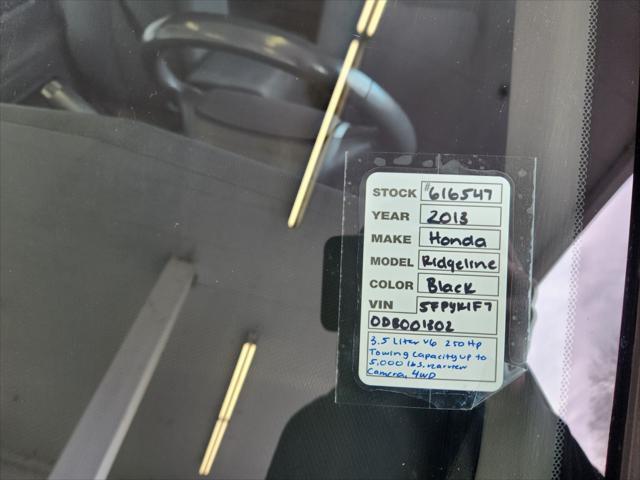 STOCK #616547
YEAR 2013
MAKE Honda
MODEL Ridgeline
COLOR Black
VIN 5FPYK1F7
0DB001302
3.5 Liter V6 250 Hp
Towing Capacity up to
5,000 lbs, rearview
Camera, 4WD